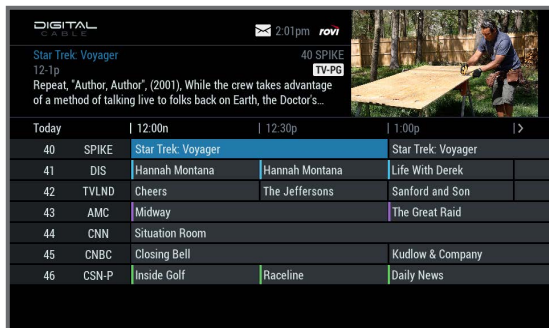 DIGITAL
CABLE
2:01pm rovi
Star Trek: Voyager 40 SPIKE
12-1p TV-PG
Repeat, "Author, Author", (2001), While the crew takes advantage
of a method of talking live to folks back on Earth, the Doctor's...
Today 12:00n 12:30p 1:00p
40 SPIKE Star Trek: Voyager Star Trek: Voyager
41 DIS Hannah Montana Hannah Montana Life With Derek
42 TVLND Cheers The Jeffersons Sanford and Son
43 AMC Midway The Great Raid
44 CNN Situation Room
45 CNBC Closing Bell Kudlow & Company
46 CSN-P Inside Golf Raceline Daily News